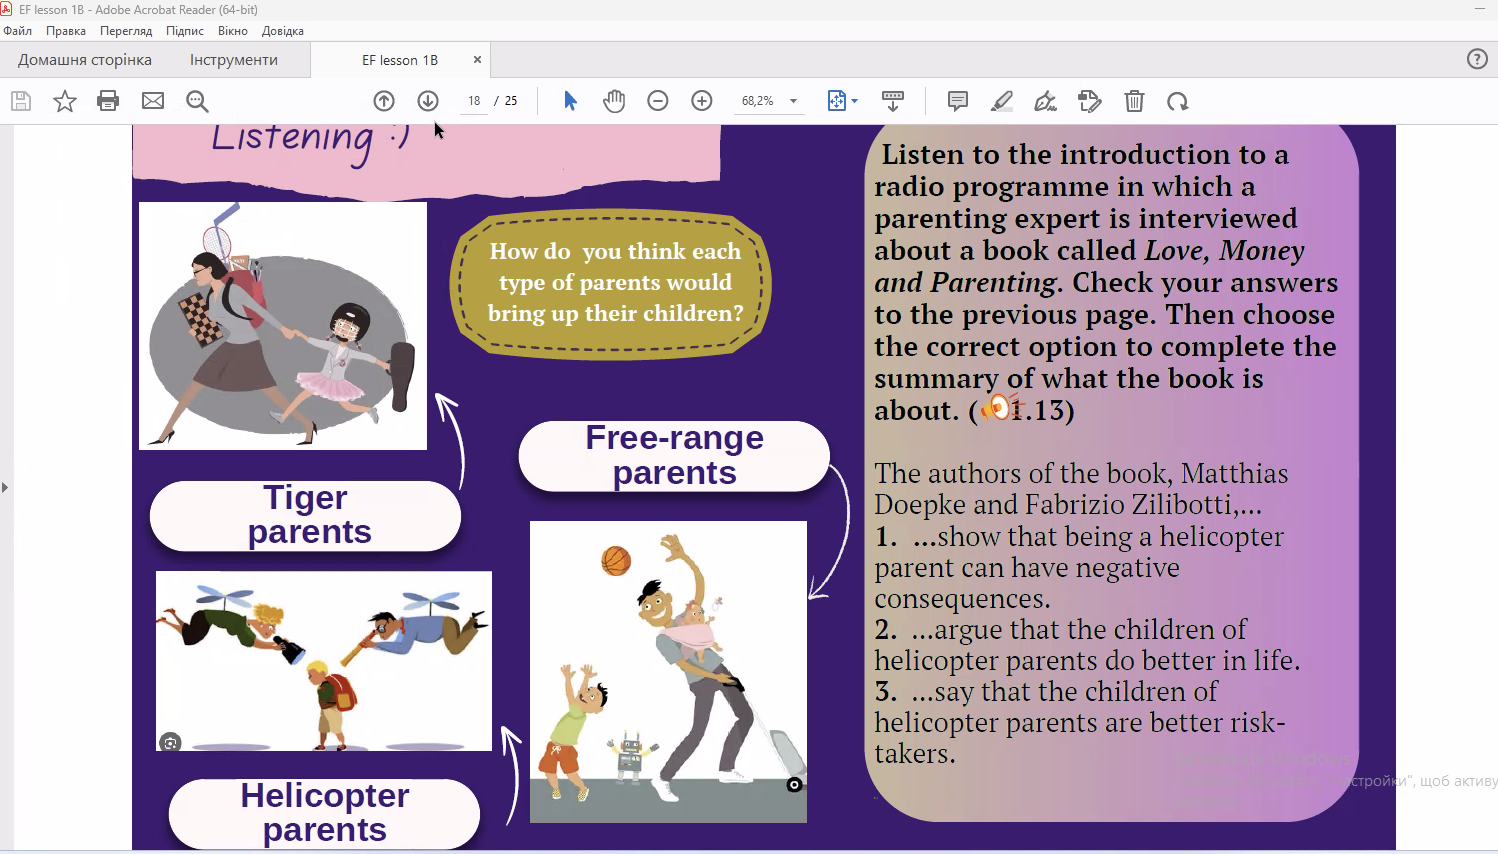 EF lesson 1B - Adobe Acrobat Reader (64-bit)
Файл Правка Перегляд Підпис Вікно Довідка
Домашня сторінка Інструменти EF lesson 1B ×
18 / 25 68,2%
Listening :)
How do you think each
type of parents would
bring up their children?
Tiger
parents
Free-range
parents
Helicopter
parents
Listen to the introduction to a
radio programme in which a
parenting expert is interviewed
about a book called Love, Money
and Parenting. Check your answers
to the previous page. Then choose
the correct option to complete the
summary of what the book is
about. ( 1.13)
The authors of the book, Matthias
Doepke and Fabrizio Zilibotti,...
1. ...show that being a helicopter
parent can have negative
consequences.
2. ...argue that the children of
helicopter parents do better in life.
3. ...say that the children of
helicopter parents are better risk-
takers.
стройки", щоб активу